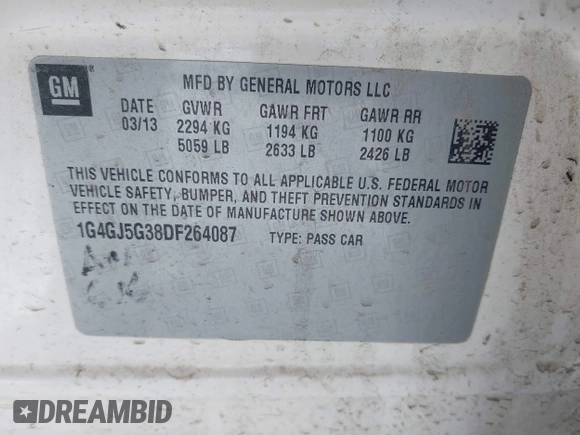 GM
MFD BY GENERAL MOTORS LLC
DATE GVWR GAWR FRT GAWR RR
03/13 2294 KG 1194 KG 1100 KG
5059 LB 2633 LB 2426 LB
THIS VEHICLE CONFORMS TO ALL APPLICABLE U.S. FEDERAL MOTOR
VEHICLE SAFETY, BUMPER, AND THEFT PREVENTION STANDARDS IN
EFFECT ON THE DATE OF MANUFACTURE SHOWN ABOVE.
1G4GJ5G38DF264087 TYPE: PASS CAR
DREAMBID